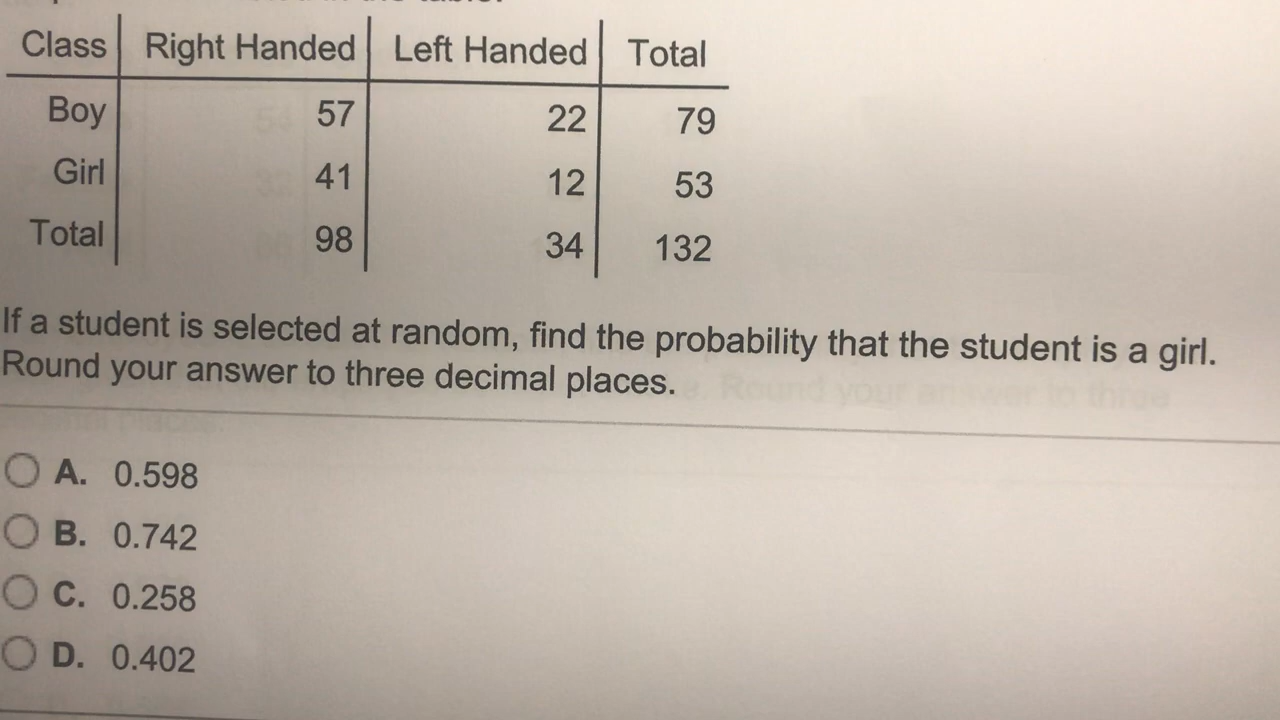 Class Right Handed Left Handed Total
Boy 57 22 79
Girl 41 12 53
Total 98 34 132
If a student is selected at random, find the probability that the student is a girl.
Round your answer to three decimal places.
A. 0.598
B. 0.742
C. 0.258
D. 0.402